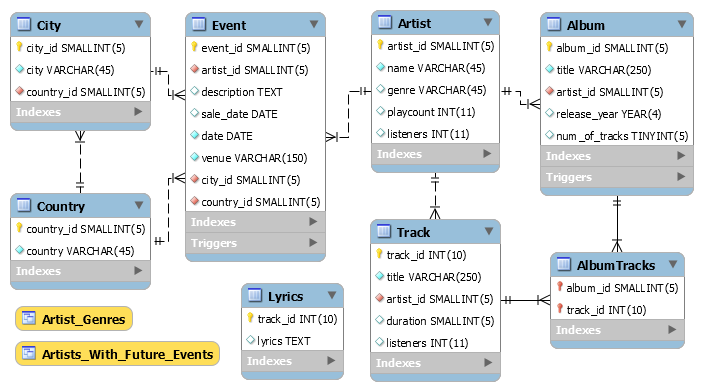 City
city_id SMALLINT(5)
city VARCHAR(45)
country_id SMALLINT(5)
Indexes
Event
event_id SMALLINT(5)
artist_id SMALLINT(5)
description TEXT
sale_date DATE
date DATE
venue VARCHAR(150)
city_id SMALLINT(5)
country_id SMALLINT(5)
Indexes
Triggers
Artist
artist_id SMALLINT(5)
name VARCHAR(45)
genre VARCHAR(45)
playcount INT(11)
listeners INT(11)
Indexes
Album
album_id SMALLINT(5)
title VARCHAR(250)
artist_id SMALLINT(5)
release_year YEAR(4)
num_of_tracks TINYINT(5)
Indexes
Triggers
Country
country_id SMALLINT(5)
country VARCHAR(45)
Indexes
Track
track_id INT(10)
title VARCHAR(250)
artist_id SMALLINT(5)
duration SMALLINT(5)
listeners INT(11)
Indexes
AlbumTracks
album_id SMALLINT(5)
track_id INT(10)
Indexes
Lyrics
track_id INT(10)
lyrics TEXT
Indexes
Artist_Genres
Artists_With_Future_Events